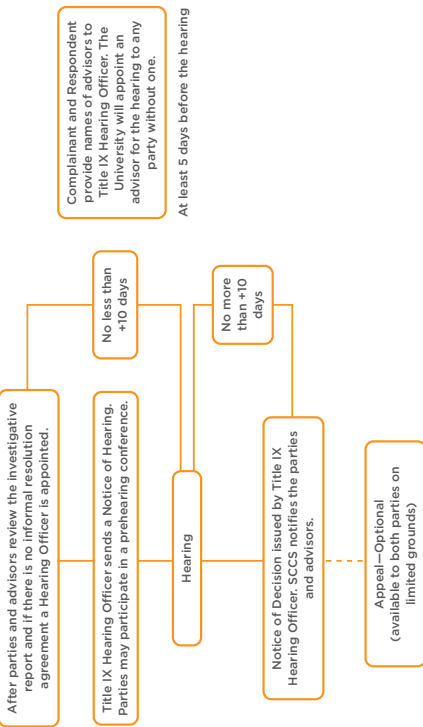 After parties and advisors review the investigative
report and if there is no informal resolution
agreement a Hearing Officer is appointed.
No less than
+10 days
Title IX Hearing Officer sends a Notice of Hearing.
Parties may participate in a prehearing conference.
Complainant and Respondent
provide names of advisors to
Title IX Hearing Officer. The
University will appoint an
advisor for the hearing to any
party without one.
At least 5 days before the hearing
Hearing
No more
than +10
days
Notice of Decision issued by Title IX
Hearing Officer. SCCS notifies the parties
and advisors.
Appeal—Optional
(available to both parties on
limited grounds)